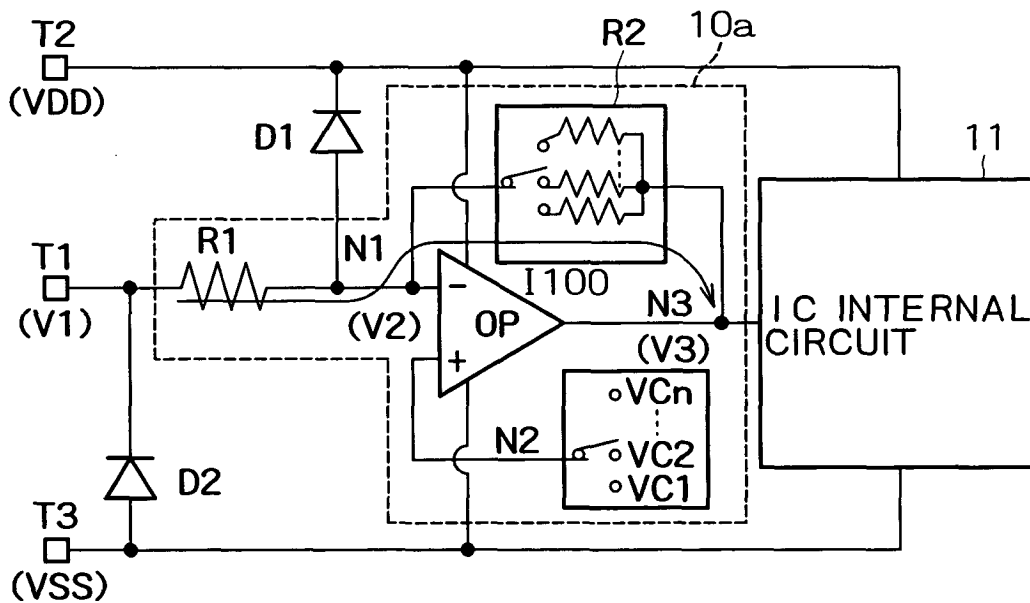 T2
(VDD)
R2
10a
D1
11
T1
(V1)
R1
N1
(V2)
I100
OP
N3
(V3)
IC INTERNAL
CIRCUIT
N2
VCn
VC2
VC1
D2
T3
(VSS)
−
+